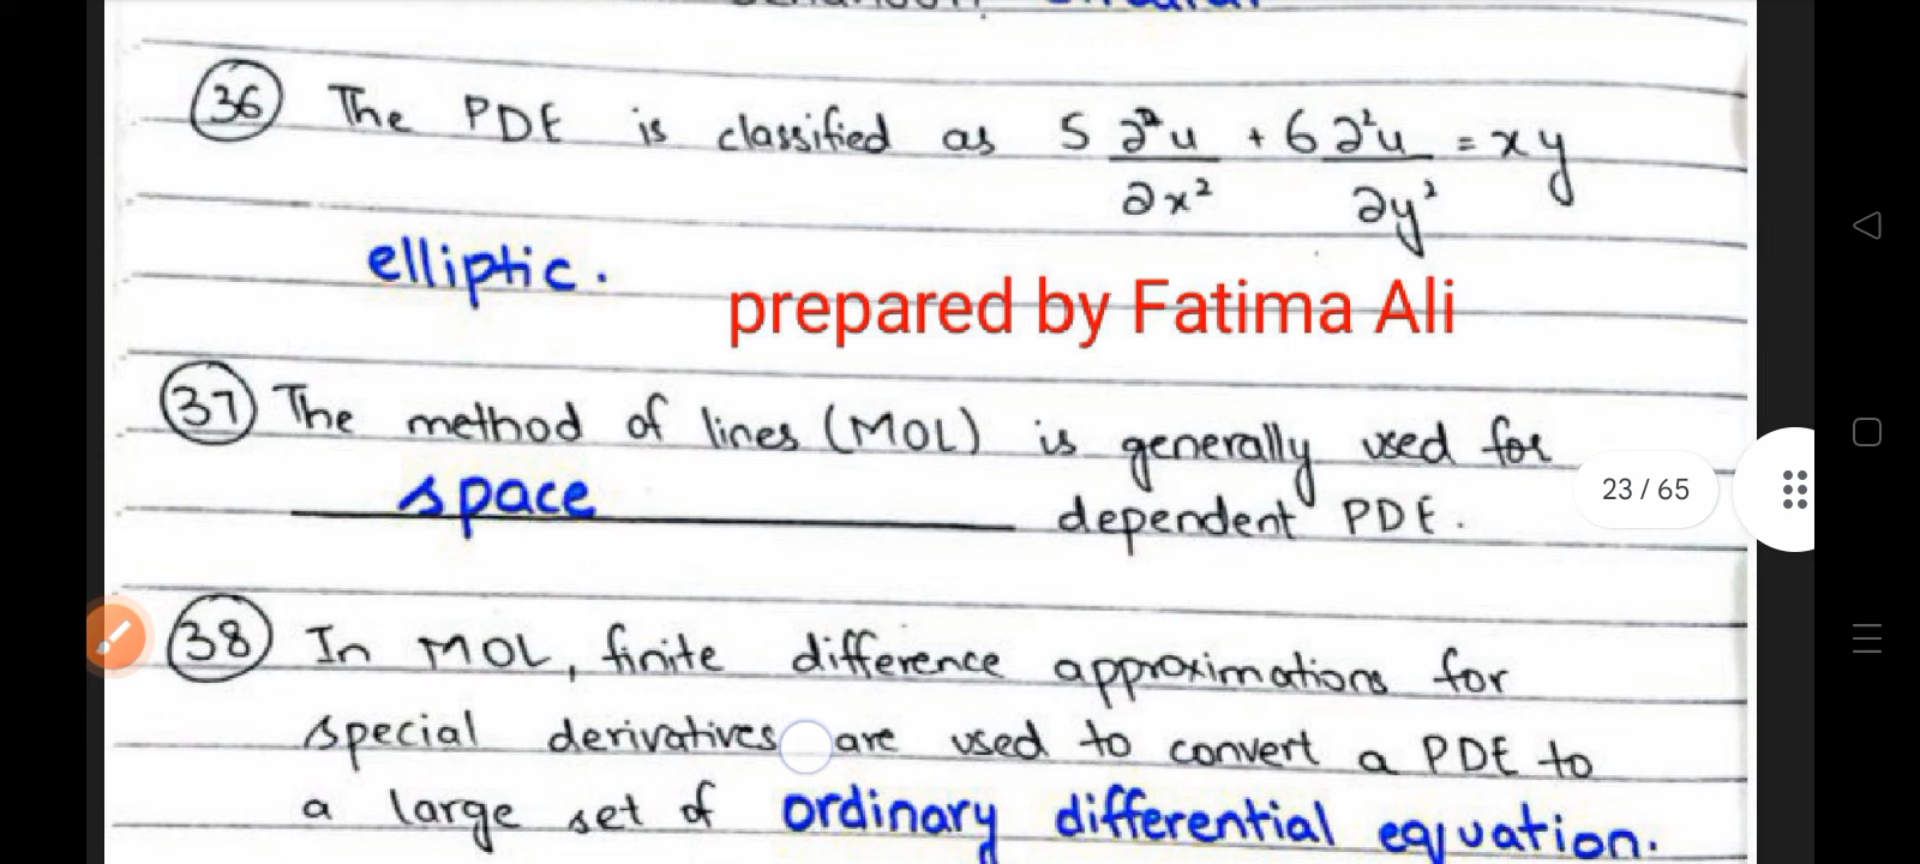 36 The PDE is classified as 5 ∂²u/∂x² + 6 ∂²u/∂y² = xy
elliptic.
prepared by Fatima Ali
37 The method of lines (MOL) is generally used for
space dependent PDE.
23 / 65
38 In MOL, finite difference approximations for
special derivatives are used to convert a PDE to
a large set of ordinary differential equation.